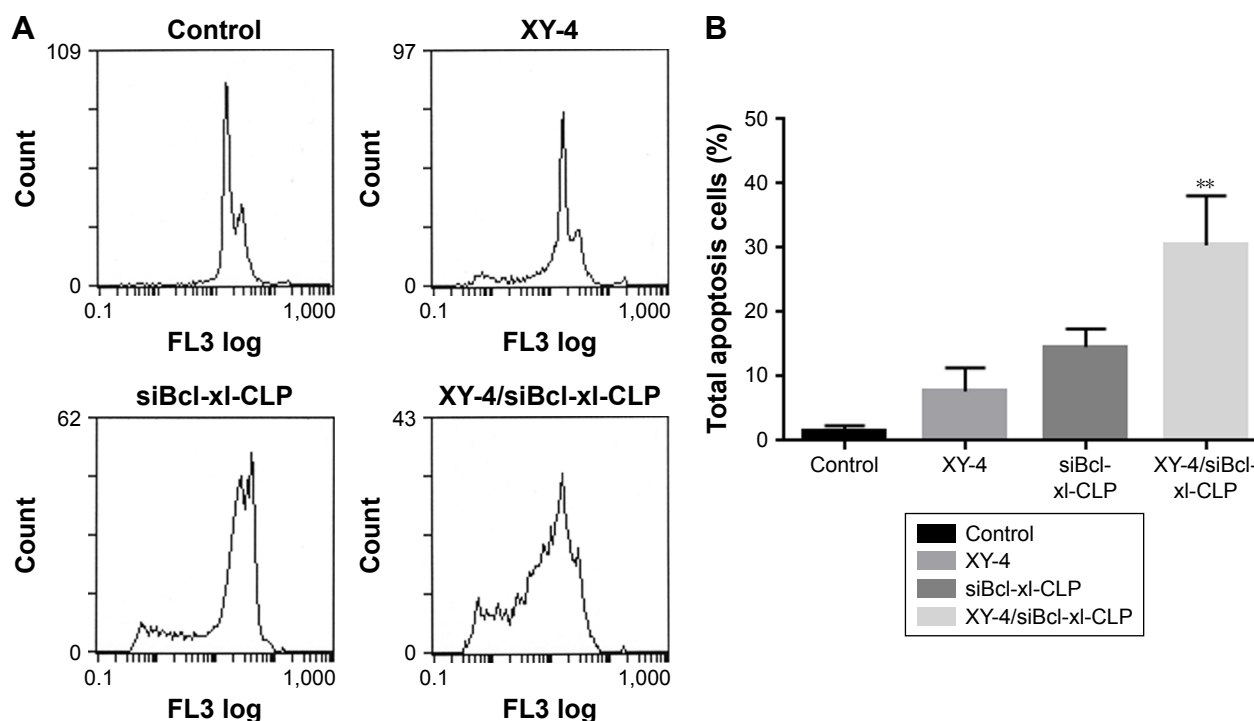 A
Control
109
Count
0
0.1
1,000
FL3 log
XY-4
97
Count
0
0.1
1,000
FL3 log
siBcl-xl-CLP
62
Count
0
0.1
1,000
FL3 log
XY-4/siBcl-xl-CLP
43
Count
0
0.1
1,000
FL3 log
B
Total apoptosis cells (%)
50
40
30
20
10
0
**
Control
XY-4
siBcl-
xl-CLP
XY-4/siBcl-
xl-CLP
Control
XY-4
siBcl-xl-CLP
XY-4/siBcl-xl-CLP